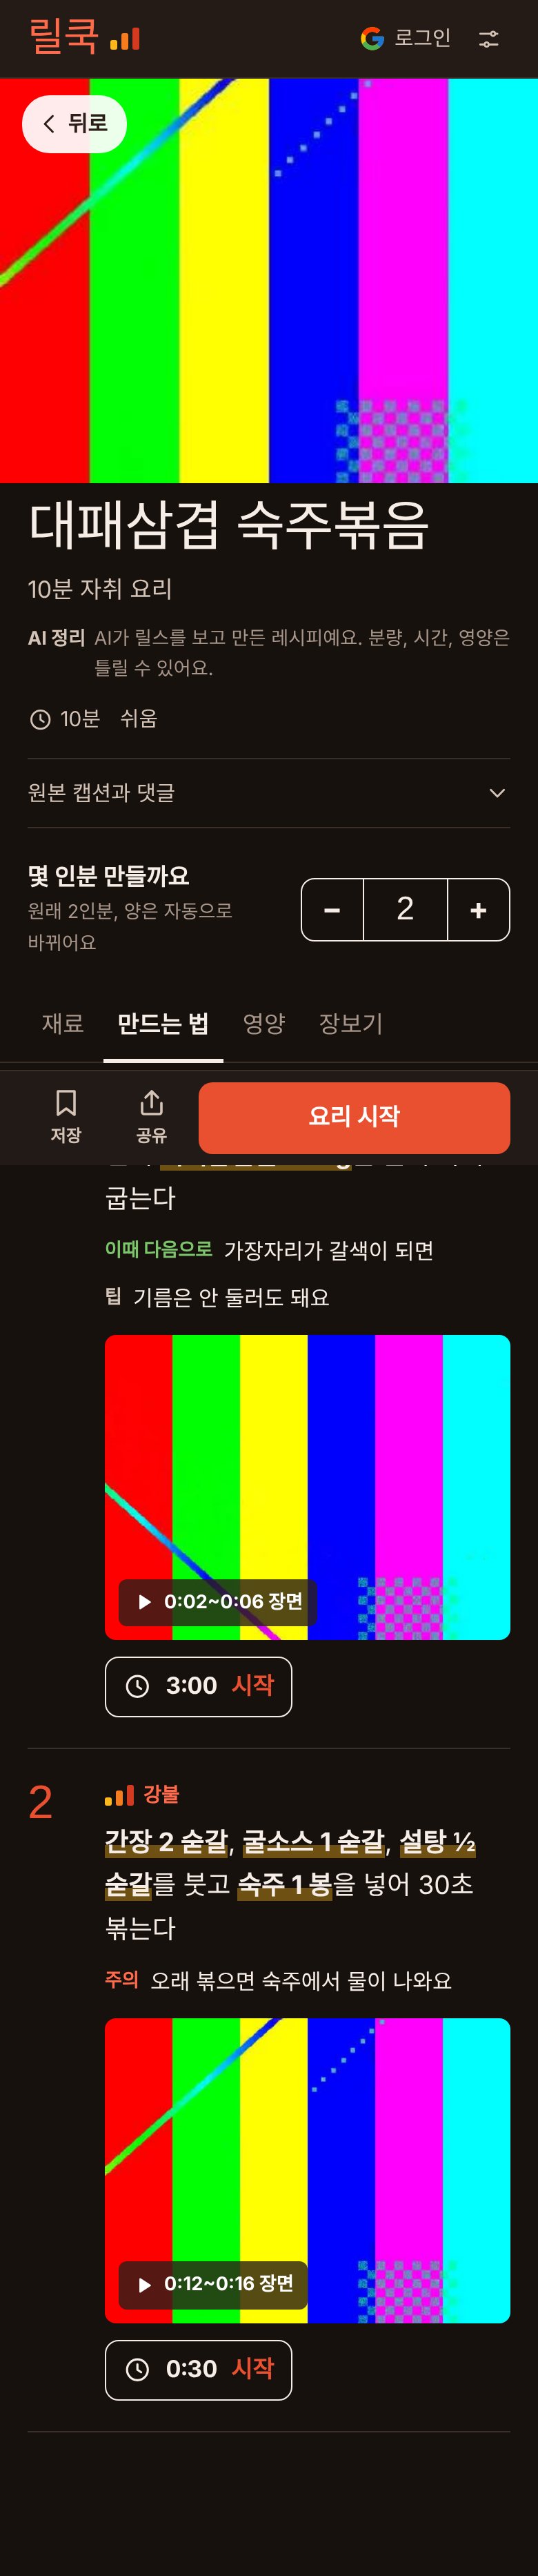 릴쿡
로그인
뒤로
대패삼겹 숙주볶음
10분 자취 요리
AI 정리 AI가 릴스를 보고 만든 레시피예요. 분량, 시간, 영양은
틀릴 수 있어요.
10분 쉬움
원본 캡션과 댓글
몇 인분 만들까요
원래 2인분, 양은 자동으로
바뀌어요
− 2 +
재료 만드는 법 영양 장보기
저장 공유 요리 시작
굽는다
이때 다음으로 가장자리가 갈색이 되면
팁 기름은 안 둘러도 돼요
0:02~0:06 장면
3:00 시작
2 강불
간장 2 숟갈, 굴소스 1 숟갈, 설탕 ½
숟갈를 붓고 숙주 1 봉을 넣어 30초
볶는다
주의 오래 볶으면 숙주에서 물이 나와요
0:12~0:16 장면
0:30 시작